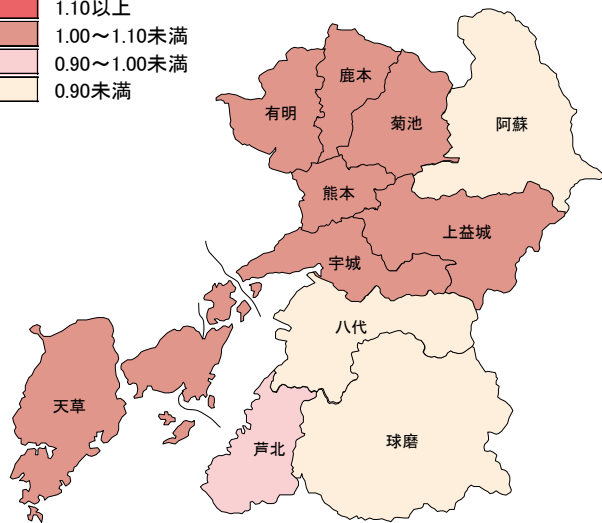 1.10以上
1.00～1.10未満
0.90～1.00未満
0.90未満
鹿本
有明
菊池
阿蘇
熊本
上益城
宇城
八代
天草
芦北
球磨